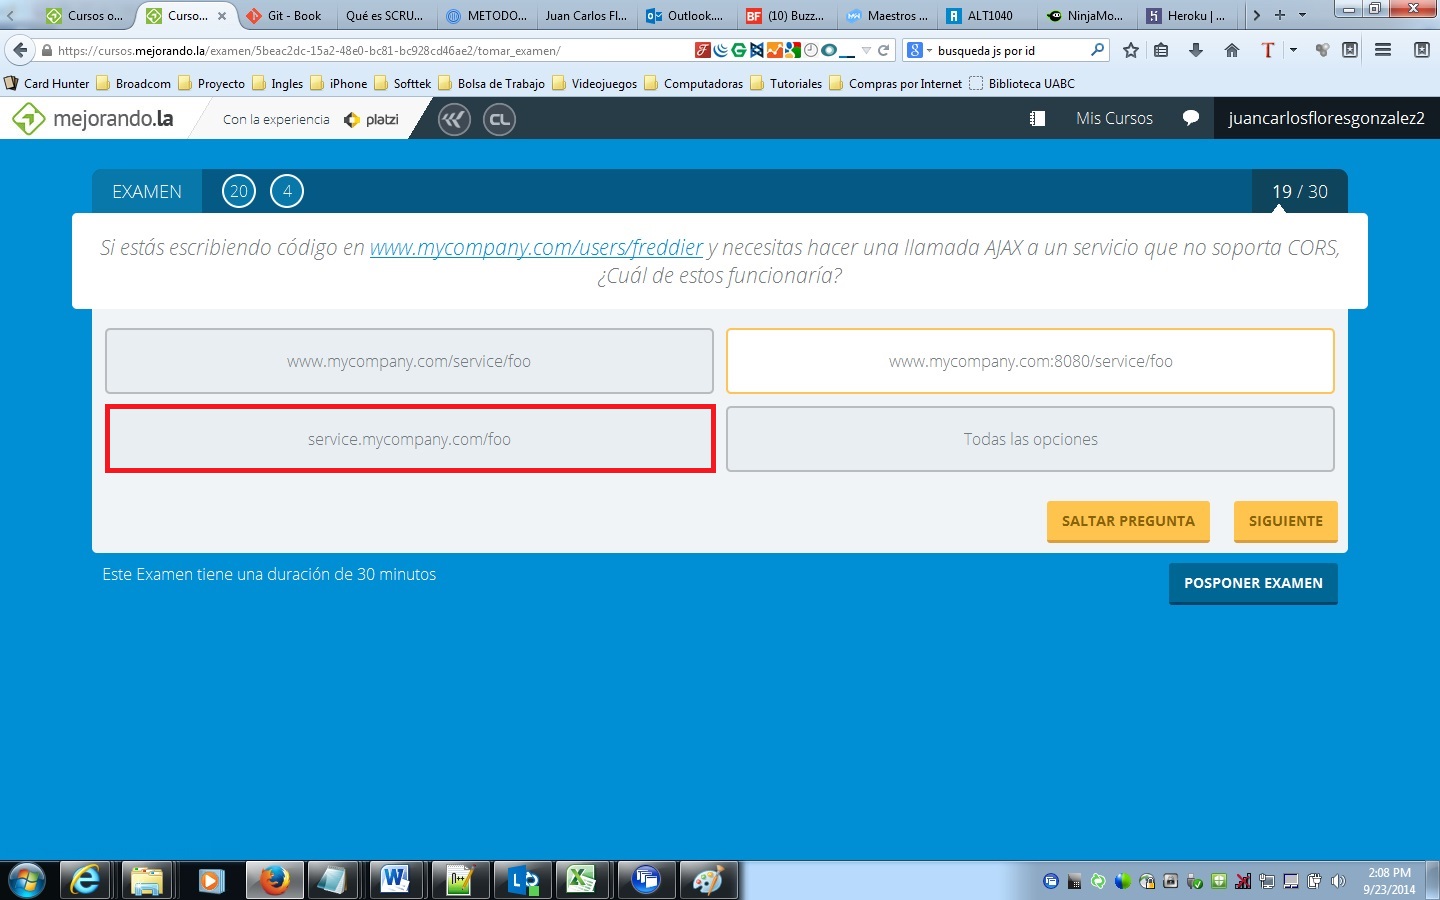 Cursos o...
Cursos...
Git - Book
Qué es SCRU...
METODO...
Juan Carlos Fl...
Outlook....
(10) Buzz...
Maestros ...
ALT1040
NinjaMo...
Heroku | ...
https://cursos.mejorando.la/examen/5beac2dc-15a2-48e0-bc81-bc928cd46ae2/tomar_examen/
busqueda js por id
Card Hunter
Broadcom
Proyecto
Ingles
iPhone
Softtek
Bolsa de Trabajo
Videojuegos
Computadoras
Tutoriales
Compras por Internet
Biblioteca UABC
mejorando.la
Con la experiencia
platzi
CL
Mis Cursos
juancarlosfloresgonzalez2
EXAMEN
20
4
19 / 30
Si estás escribiendo código en www.mycompany.com/users/freddier y necesitas hacer una llamada AJAX a un servicio que no soporta CORS,
¿Cuál de estos funcionaría?
www.mycompany.com/service/foo
www.mycompany.com:8080/service/foo
service.mycompany.com/foo
Todas las opciones
SALTAR PREGUNTA
SIGUIENTE
Este Examen tiene una duración de 30 minutos
POSPONER EXAMEN
2:08 PM
9/23/2014